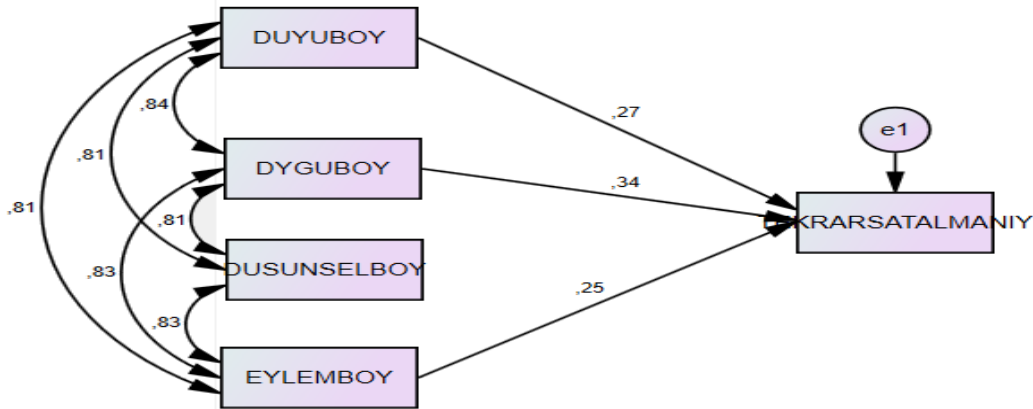 DUYUBOY
,27
e1
,84
,81
DYGUBOY
,34
,81
,81
KRARSATALMANIY
,83
DUSUNSELBOY
,25
,83
EYLEMBOY